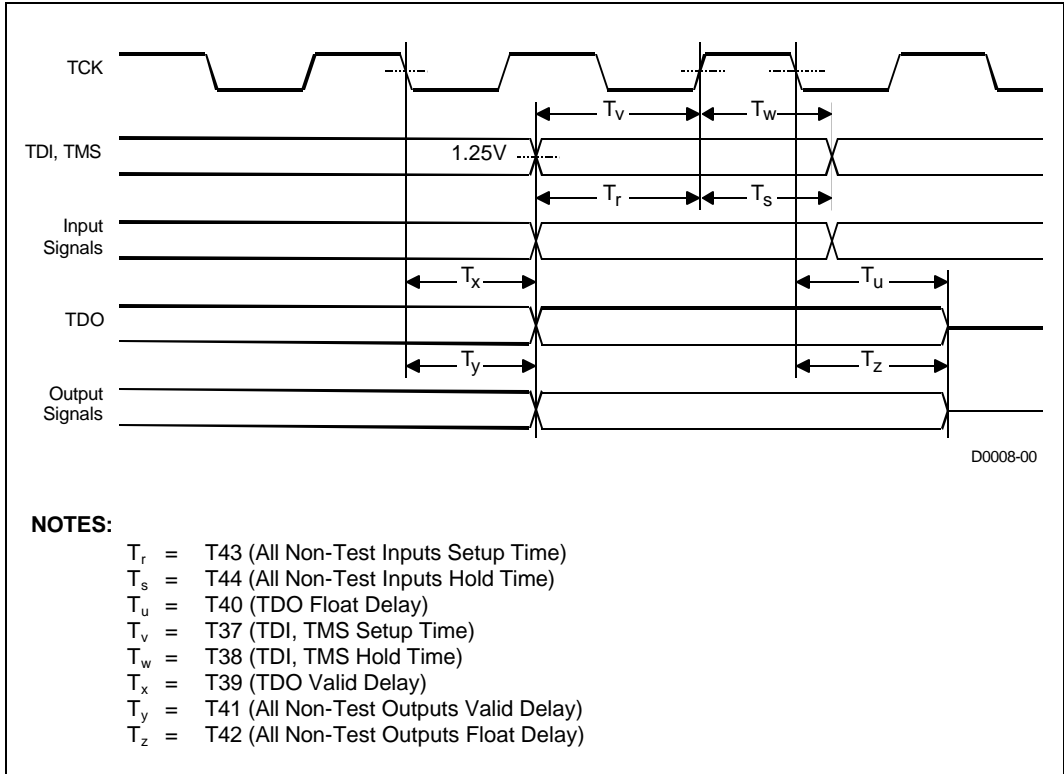 TCK
Tv
Tw
TDI, TMS
1.25V
Tr
Ts
Input
Signals
Tx
Tu
TDO
Ty
Tz
Output
Signals
D0008-00
NOTES:
Tr = T43 (All Non-Test Inputs Setup Time)
Ts = T44 (All Non-Test Inputs Hold Time)
Tu = T40 (TDO Float Delay)
Tv = T37 (TDI, TMS Setup Time)
Tw = T38 (TDI, TMS Hold Time)
Tx = T39 (TDO Valid Delay)
Ty = T41 (All Non-Test Outputs Valid Delay)
Tz = T42 (All Non-Test Outputs Float Delay)